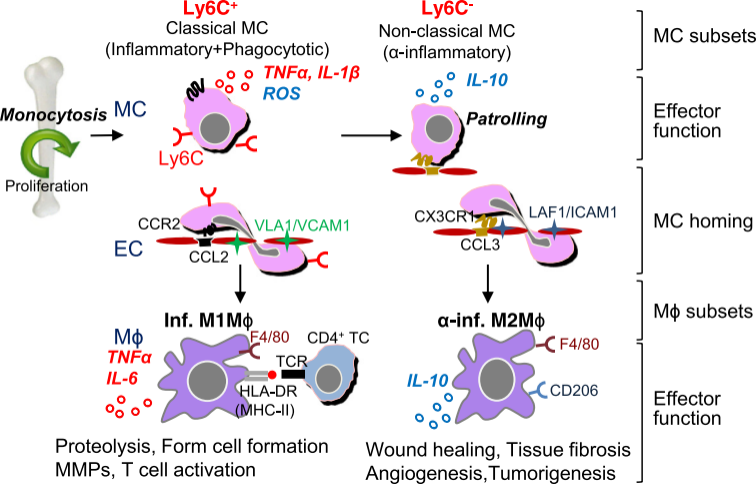 Ly6C⁺
Classical MC
(Inflammatory+Phagocytotic)
Ly6C⁻
Non-classical MC
(α-inflammatory)
MC subsets
TNFα, IL-1β
ROS
IL-10
Monocytosis
MC
Patrolling
Effector
function
Ly6C
Proliferation
CCR2
VLA1/VCAM1
EC
CCL2
CX3CR1
LAF1/ICAM1
CCL3
MC homing
Inf. M1Mϕ
α-inf. M2Mϕ
Mϕ subsets
Mϕ
F4/80
CD4⁺ TC
TNFα
IL-6
TCR
HLA-DR
(MHC-II)
F4/80
IL-10
CD206
Effector
function
Proteolysis, Form cell formation
MMPs, T cell activation
Wound healing, Tissue fibrosis
Angiogenesis,Tumorigenesis